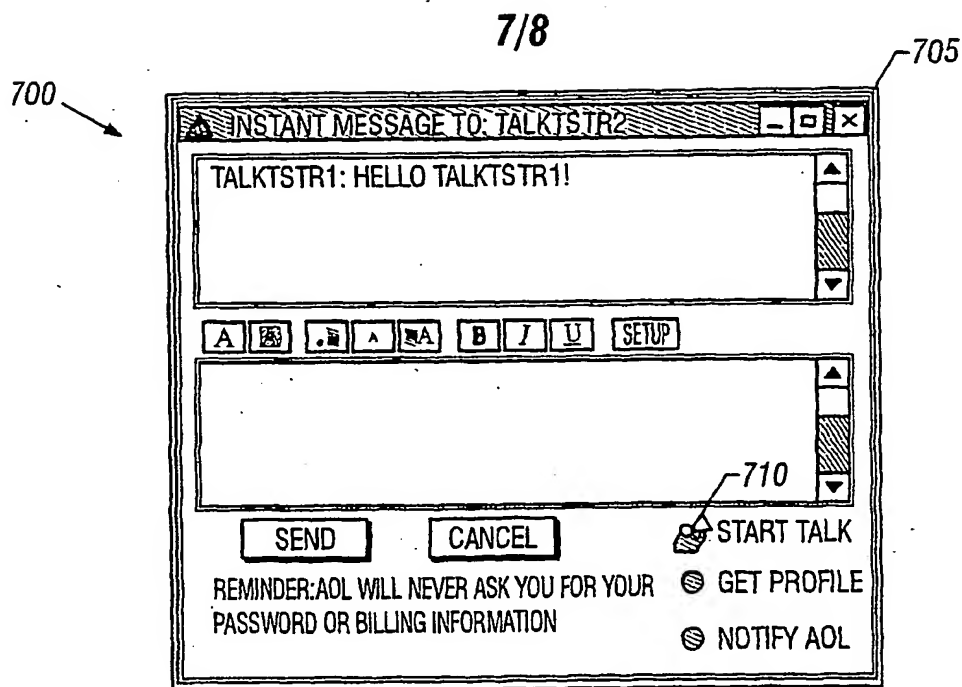 7/8
705
700
INSTANT MESSAGE TO: TALKTSTR2
TALKTSTR1: HELLO TALKTSTR1!
A A A A B I U SETUP
710
SEND CANCEL START TALK
REMINDER:AOL WILL NEVER ASK YOU FOR YOUR
GET PROFILE
PASSWORD OR BILLING INFORMATION
NOTIFY AOL